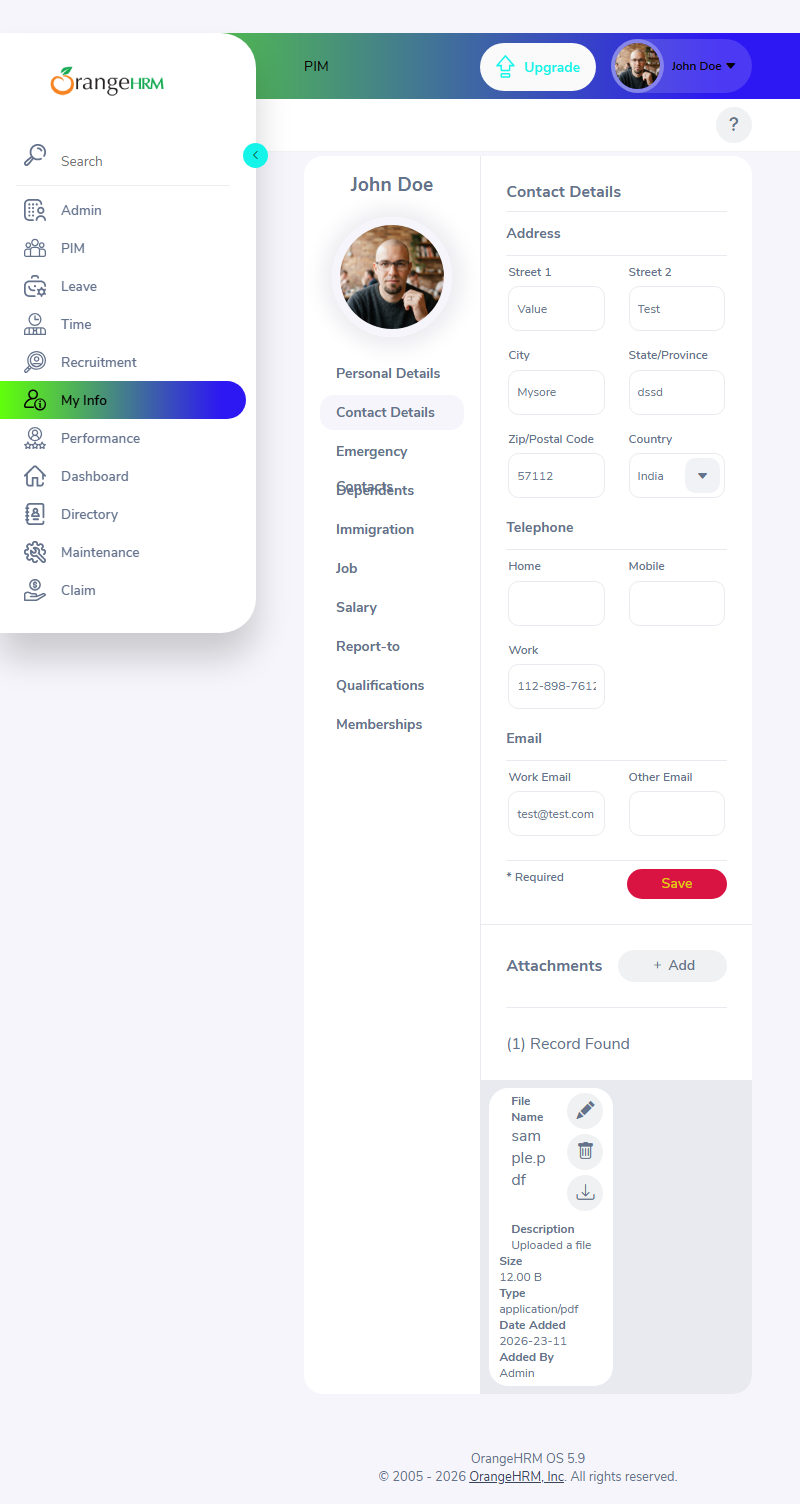 OrangeHRM
PIM
Upgrade
John Doe
?
Search
Admin
PIM
Leave
Time
Recruitment
My Info
Performance
Dashboard
Directory
Maintenance
Claim
John Doe
Personal Details
Contact Details
Emergency
Contacts
Dependents
Immigration
Job
Salary
Report-to
Qualifications
Memberships
Contact Details
Address
Street 1 Street 2
Value Test
City State/Province
Mysore dssd
Zip/Postal Code Country
57112 India
Telephone
Home Mobile
Work
112-898-7612
Email
Work Email Other Email
test@test.com
* Required Save
Attachments + Add
(1) Record Found
File
Name
sam
ple.p
df
Description
Uploaded a file
Size
12.00 B
Type
application/pdf
Date Added
2026-23-11
Added By
Admin
OrangeHRM OS 5.9
© 2005 - 2026 OrangeHRM, Inc. All rights reserved.